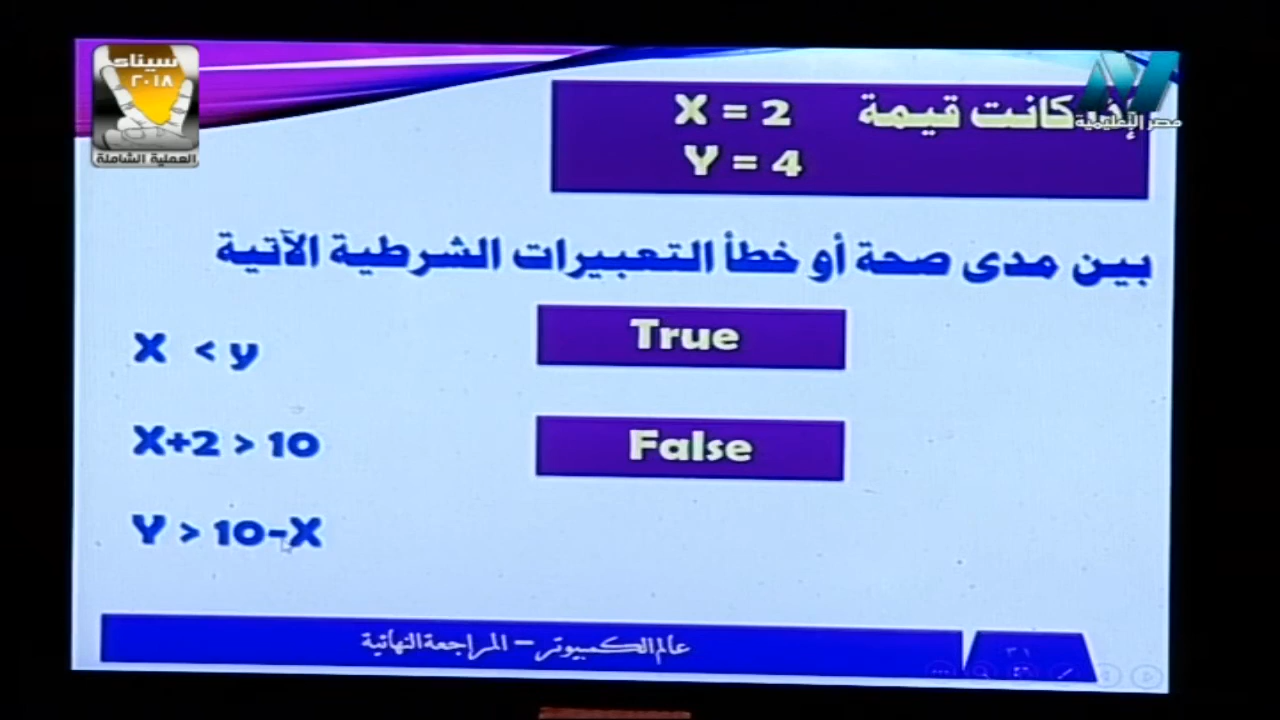 سيناء
٢٠١٨
العملية الشاملة
مصر التعليمية
كانت قيمة X = 2
Y = 4
بين مدى صحة أو خطأ التعبيرات الشرطية الآتية
X < y
True
X+2 > 10
False
Y > 10-X
عالم الكمبيوتر - المراجعة النهائية
٣١